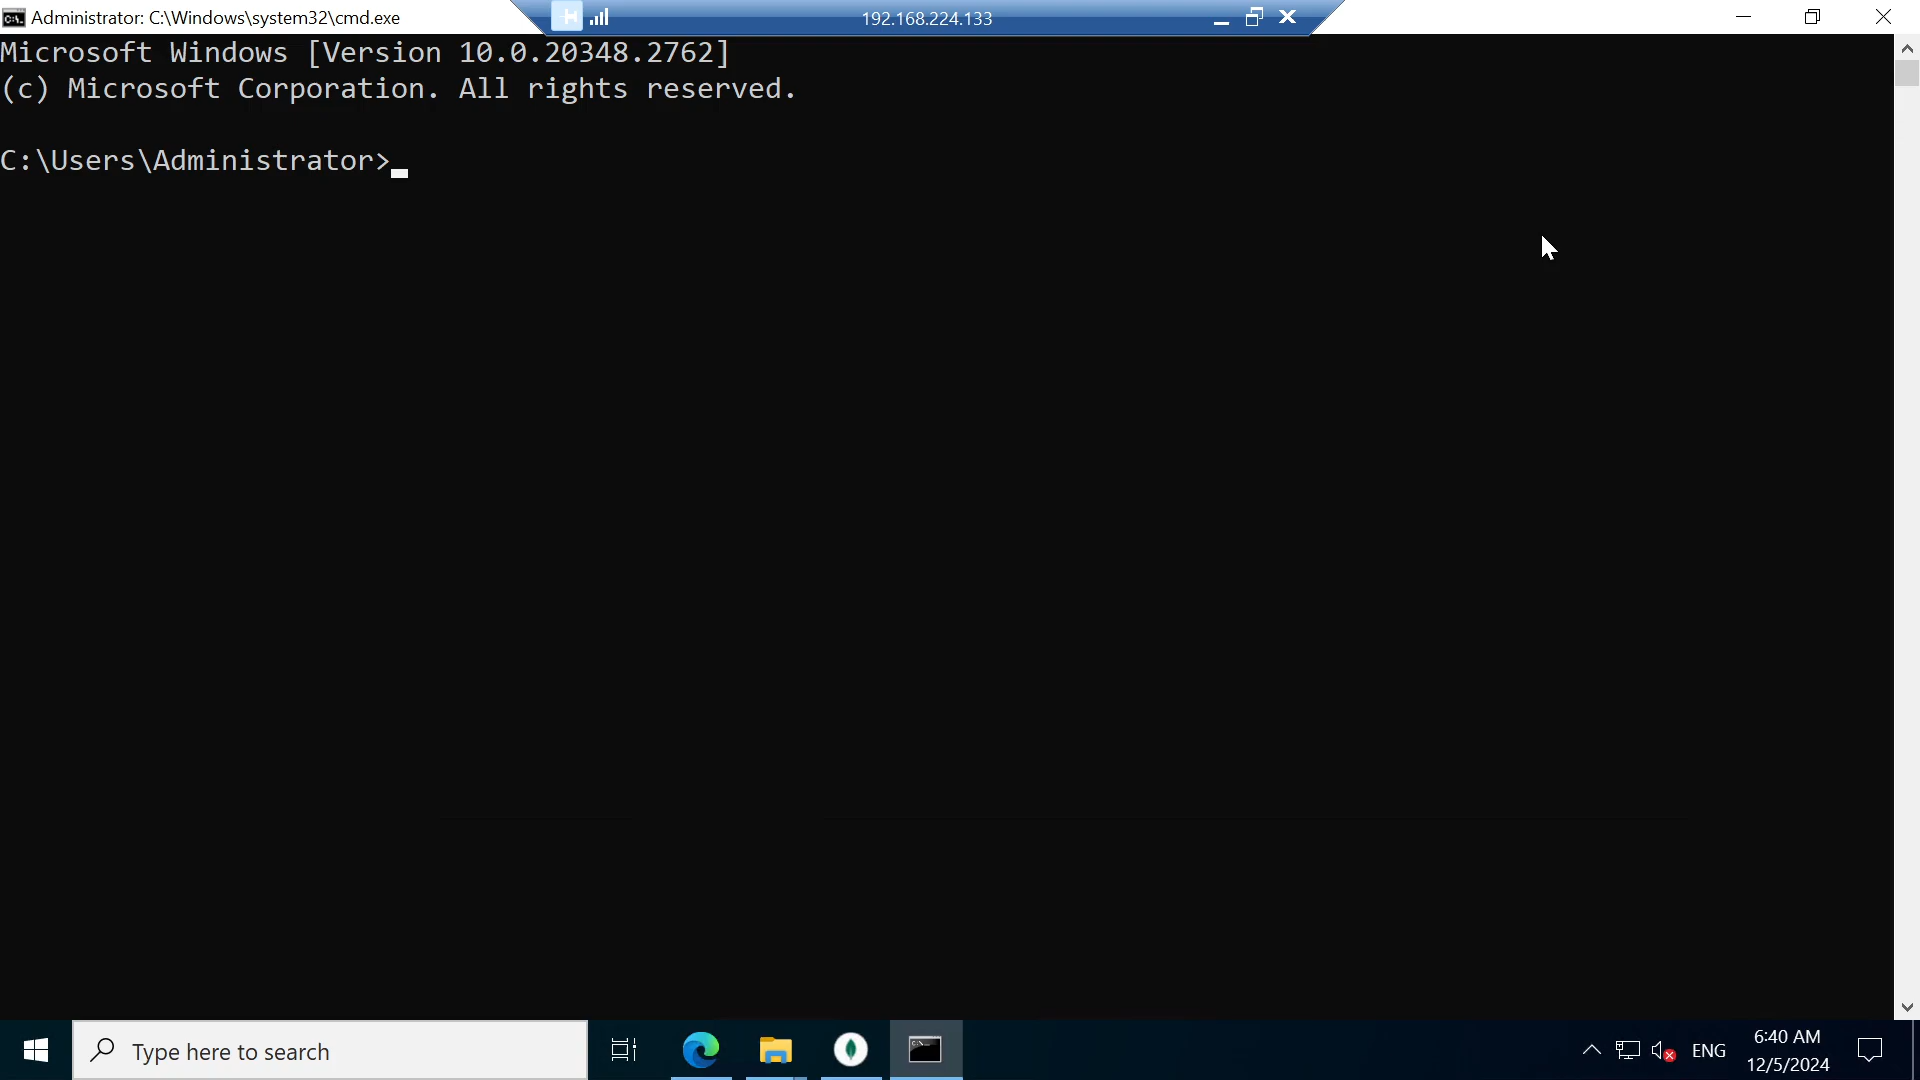 Administrator: C:\Windows\system32\cmd.exe
192.168.224.133
Microsoft Windows [Version 10.0.20348.2762]
(c) Microsoft Corporation. All rights reserved.
C:\Users\Administrator>
Type here to search
ENG
6:40 AM
12/5/2024